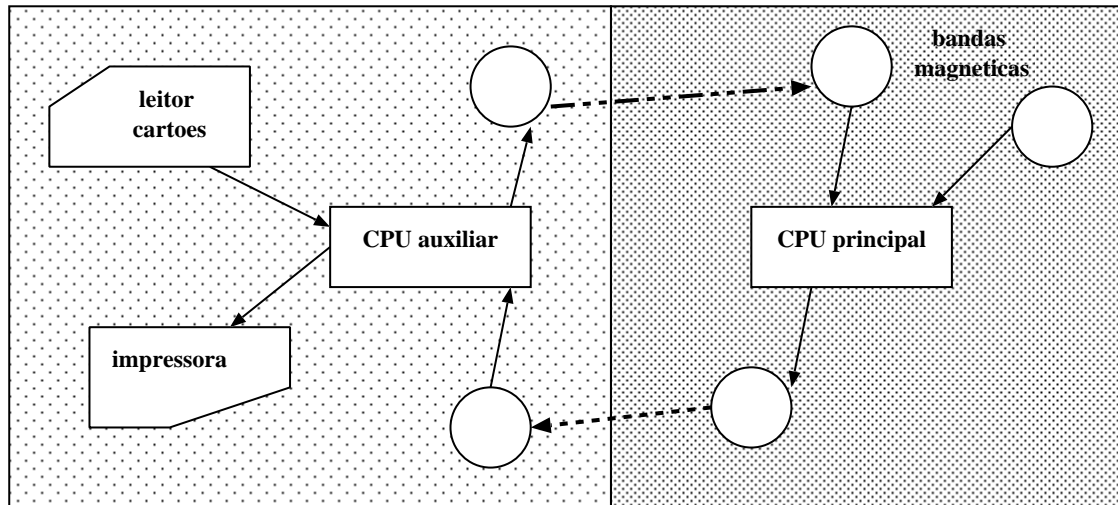 leitor
cartoes
CPU auxiliar
impressora
bandas
magneticas
CPU principal